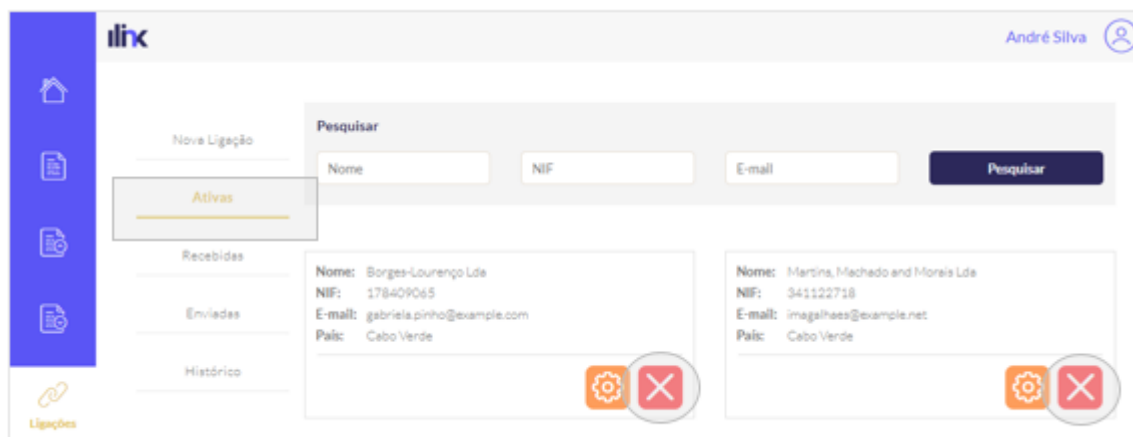 ılinx
André Silva
Nova Ligação
Ativas
Recebidas
Enviadas
Histórico
Ligações
Pesquisar
Nome NIF E-mail Pesquisar
Nome: Borges-Lourenço Lda
NIF: 178409065
E-mail: gabriela.pinho@example.com
País: Cabo Verde
Nome: Martins, Machado and Morais Lda
NIF: 341122718
E-mail: imagalhaes@example.net
País: Cabo Verde